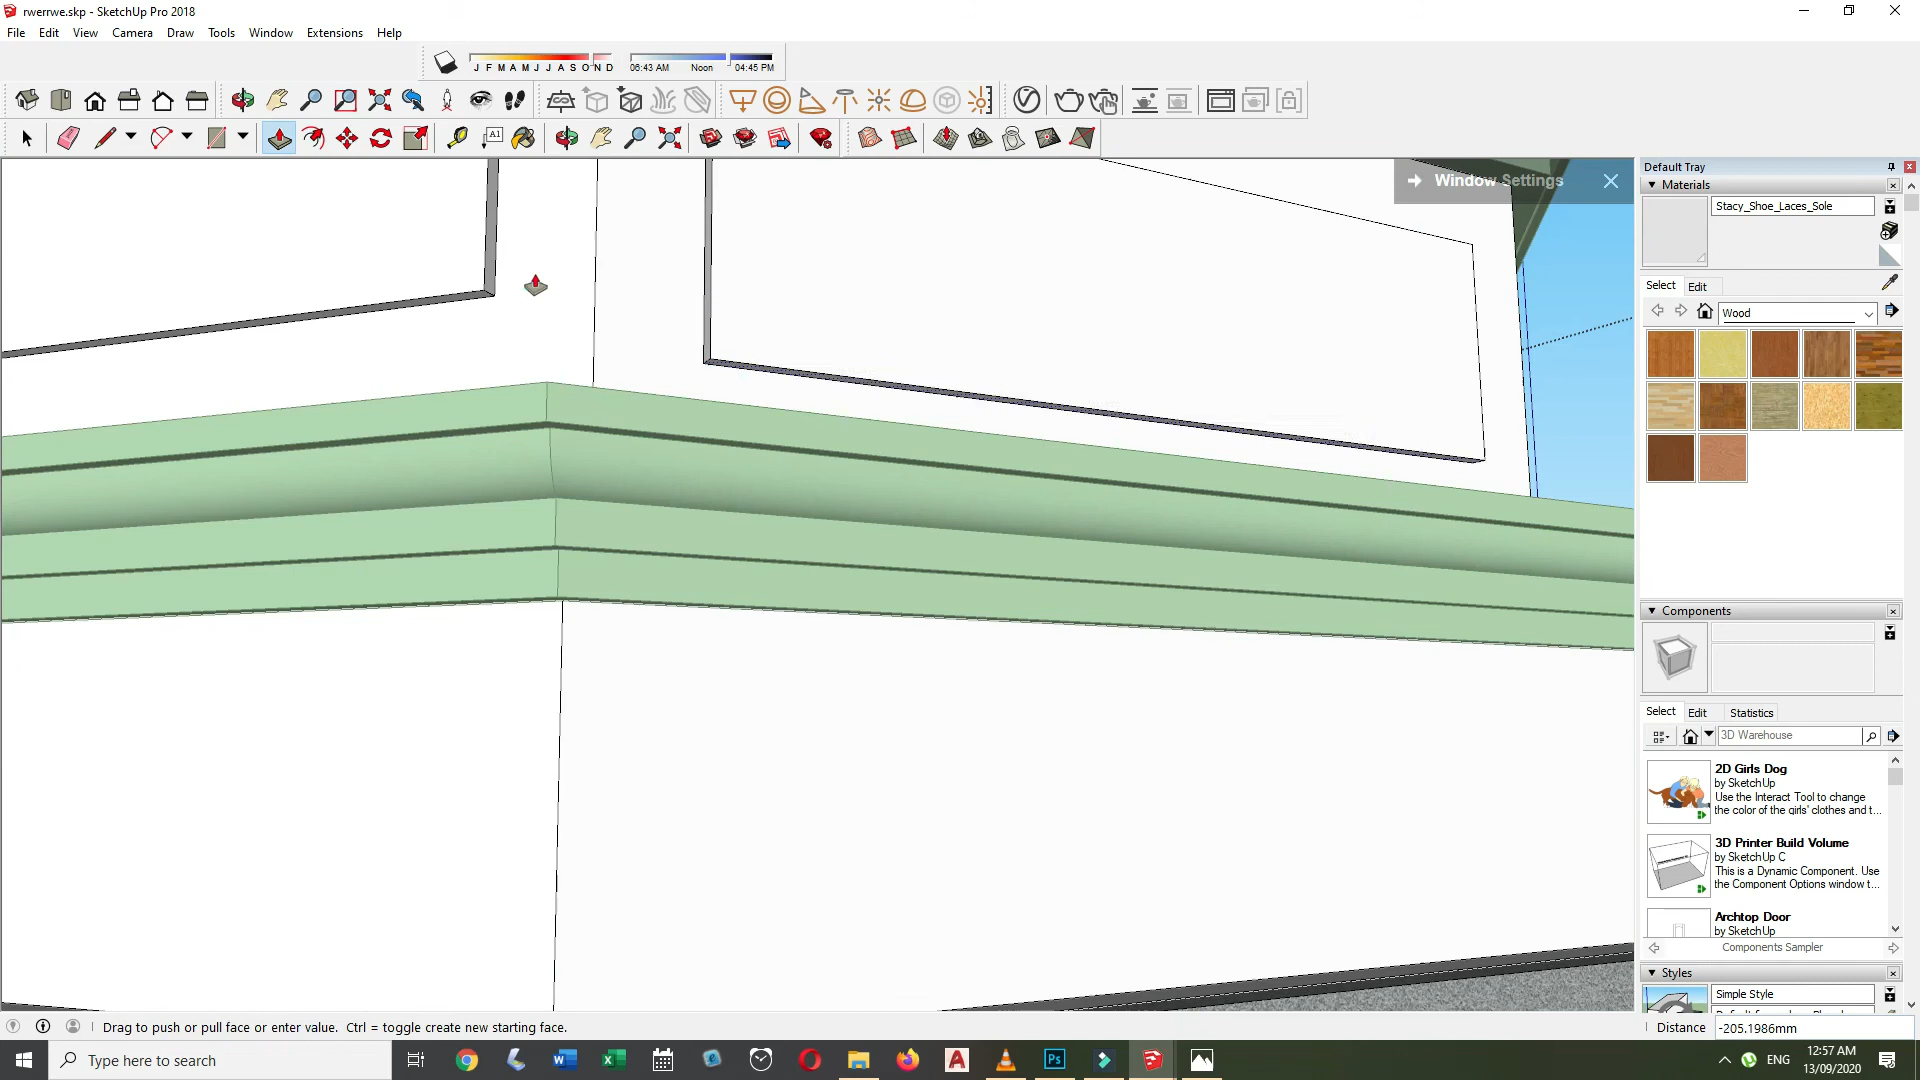 rwerrwe.skp - SketchUp Pro 2018
File Edit View Camera Draw Tools Window Extensions Help
J F M A M J J A S O N D 06:43 AM Noon 04:45 PM
A1
Window Settings
Default Tray
Materials
Stacy_Shoe_Laces_Sole
Select Edit
Wood
Components
Select Edit Statistics
3D Warehouse
2D Girls Dog
by SketchUp
Use the Interact Tool to change
the color of the girls' clothes and t...
3D Printer Build Volume
by SketchUp C
This is a Dynamic Component. Use
the Component Options window t...
Archtop Door
by SketchUp
Components Sampler
Styles
Simple Style
Drag to push or pull face or enter value. Ctrl = toggle create new starting face.
Distance -205.1986mm
Type here to search
ENG
12:57 AM
13/09/2020